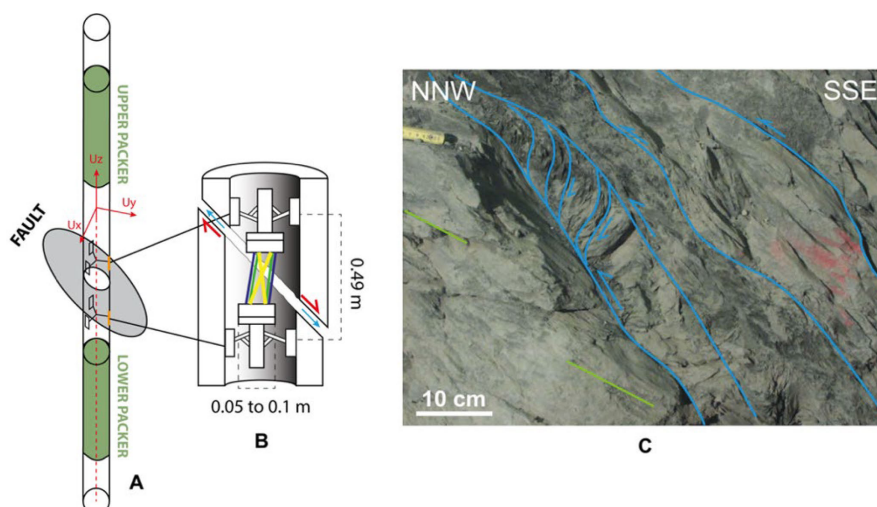 UPPER PACKER
Uz
Uy
Ux
FAULT
LOWER PACKER
A
0.49 m
0.05 to 0.1 m
B
NNW
SSE
10 cm
C